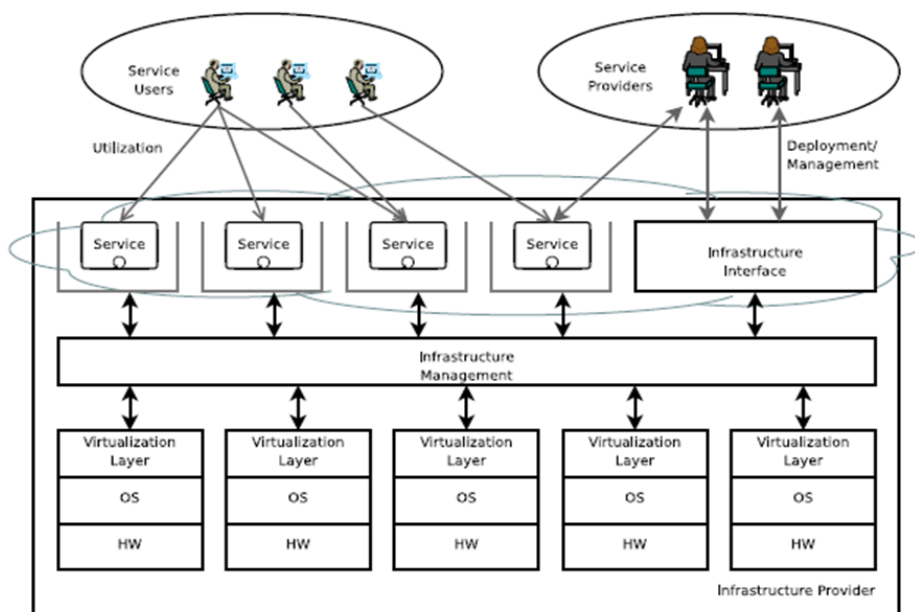 Service
Users
Service
Providers
Utilization
Deployment/
Management
Service
Service
Service
Service
Infrastructure
Interface
Infrastructure
Management
Virtualization
Layer
Virtualization
Layer
Virtualization
Layer
Virtualization
Layer
Virtualization
Layer
OS
OS
OS
OS
OS
HW
HW
HW
HW
HW
Infrastructure Provider